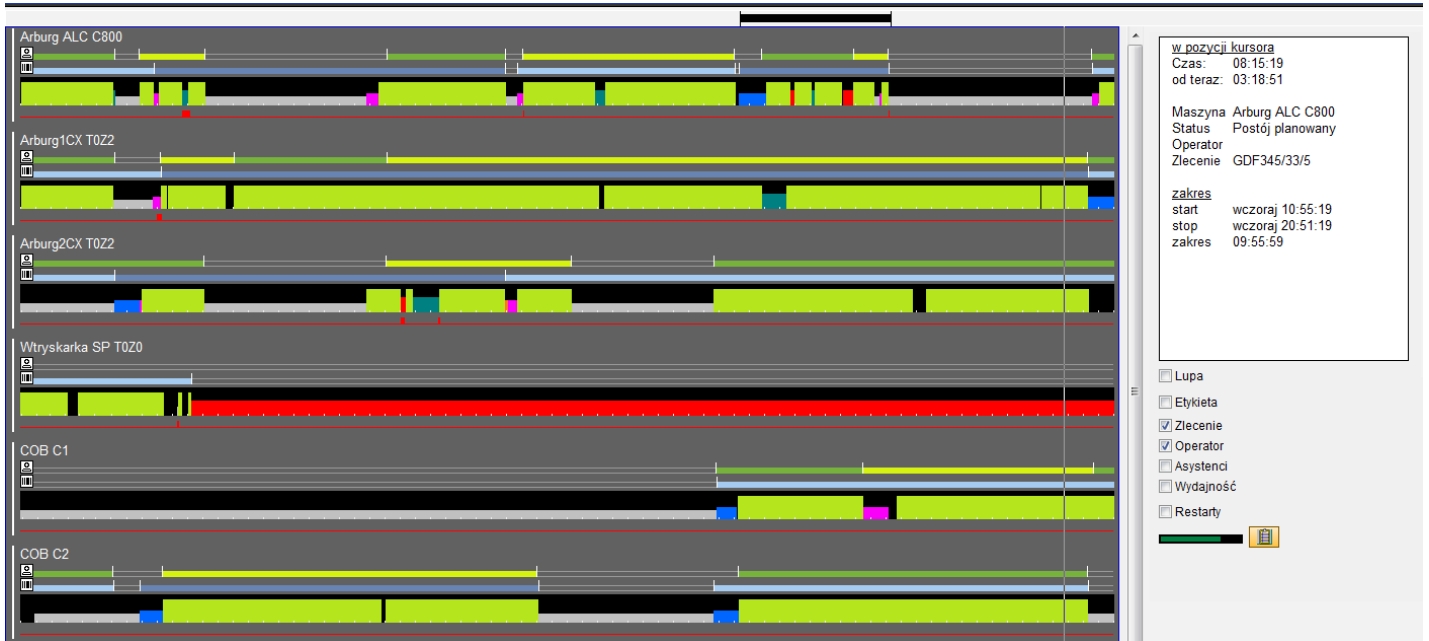 Arburg ALC C800
Arburg1CX T0Z2
Arburg2CX T0Z2
Wtryskarka SP T0Z0
COB C1
COB C2
w pozycji kursora
Czas: 08:15:19
od teraz: 03:18:51
Maszyna Arburg ALC C800
Status Postój planowany
Operator
Zlecenie GDF345/33/5
zakres
start wczoraj 10:55:19
stop wczoraj 20:51:19
zakres 09:55:59
Lupa
Etykieta
Zlecenie
Operator
Asystenci
Wydajność
Restarty